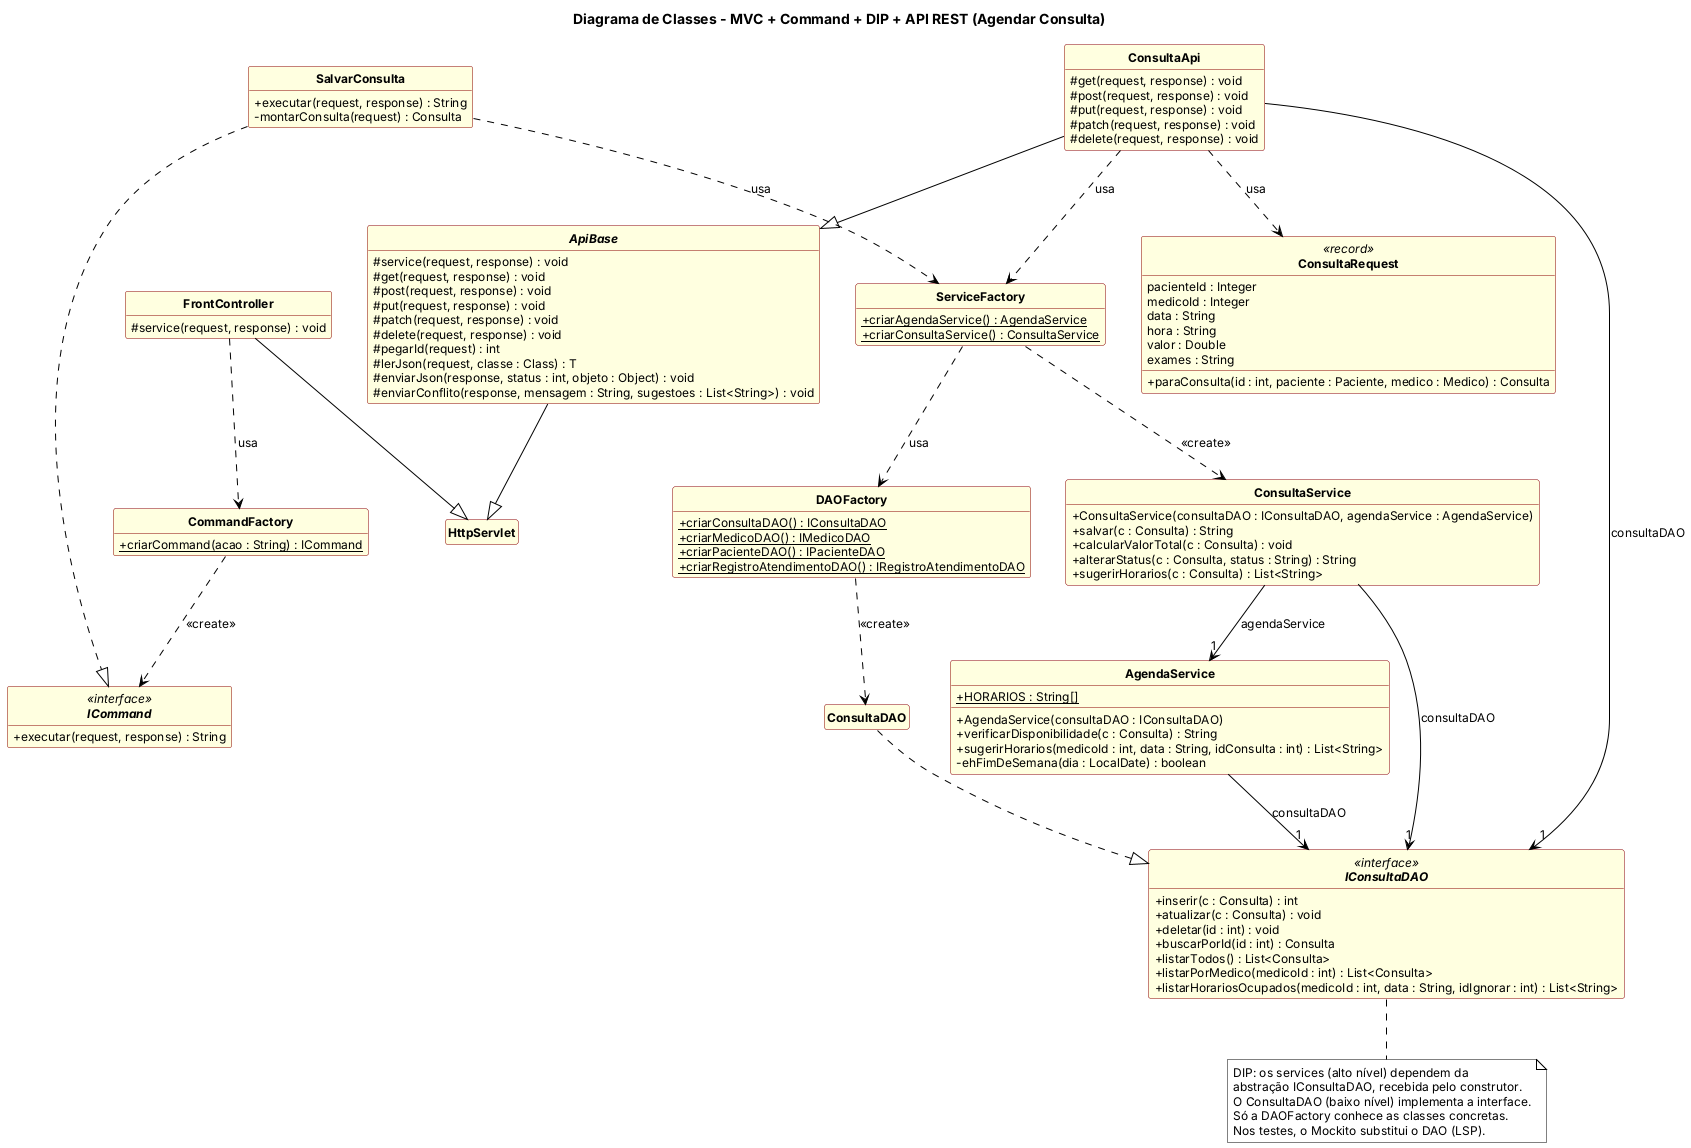 Diagrama de Classes - MVC + Command + DIP + API REST (Agendar Consulta)
SalvarConsulta
+executar(request, response) : String
-montarConsulta(request) : Consulta
ConsultaApi
#get(request, response) : void
#post(request, response) : void
#put(request, response) : void
#patch(request, response) : void
#delete(request, response) : void
usa
usa
usa
ApiBase
#service(request, response) : void
#get(request, response) : void
#post(request, response) : void
#put(request, response) : void
#patch(request, response) : void
#delete(request, response) : void
#pegarId(request) : int
#lerJson(request, classe : Class) : T
#enviarJson(response, status : int, objeto : Object) : void
#enviarConflito(response, mensagem : String, sugestoes : List<String>) : void
FrontController
#service(request, response) : void
ServiceFactory
+criarAgendaService() : AgendaService
+criarConsultaService() : ConsultaService
«record»
ConsultaRequest
pacienteId : Integer
medicoId : Integer
data : String
hora : String
valor : Double
exames : String
+paraConsulta(id : int, paciente : Paciente, medico : Medico) : Consulta
usa
usa
«create»
CommandFactory
+criarCommand(acao : String) : ICommand
HttpServlet
DAOFactory
+criarConsultaDAO() : IConsultaDAO
+criarMedicoDAO() : IMedicoDAO
+criarPacienteDAO() : IPacienteDAO
+criarRegistroAtendimentoDAO() : IRegistroAtendimentoDAO
ConsultaService
+ConsultaService(consultaDAO : IConsultaDAO, agendaService : AgendaService)
+salvar(c : Consulta) : String
+calcularValorTotal(c : Consulta) : void
+alterarStatus(c : Consulta, status : String) : String
+sugerirHorarios(c : Consulta) : List<String>
consultaDAO
«create»
«create»
agendaService
1
«interface»
ICommand
+executar(request, response) : String
ConsultaDAO
AgendaService
+HORARIOS : String[]
+AgendaService(consultaDAO : IConsultaDAO)
+verificarDisponibilidade(c : Consulta) : String
+sugerirHorarios(medicoId : int, data : String, idConsulta : int) : List<String>
-ehFimDeSemana(dia : LocalDate) : boolean
consultaDAO
consultaDAO
1
1
1
«interface»
IConsultaDAO
+inserir(c : Consulta) : int
+atualizar(c : Consulta) : void
+deletar(id : int) : void
+buscarPorId(id : int) : Consulta
+listarTodos() : List<Consulta>
+listarPorMedico(medicoId : int) : List<Consulta>
+listarHorariosOcupados(medicoId : int, data : String, idIgnorar : int) : List<String>
DIP: os services (alto nível) dependem da
abstração IConsultaDAO, recebida pelo construtor.
O ConsultaDAO (baixo nível) implementa a interface.
Só a DAOFactory conhece as classes concretas.
Nos testes, o Mockito substitui o DAO (LSP).